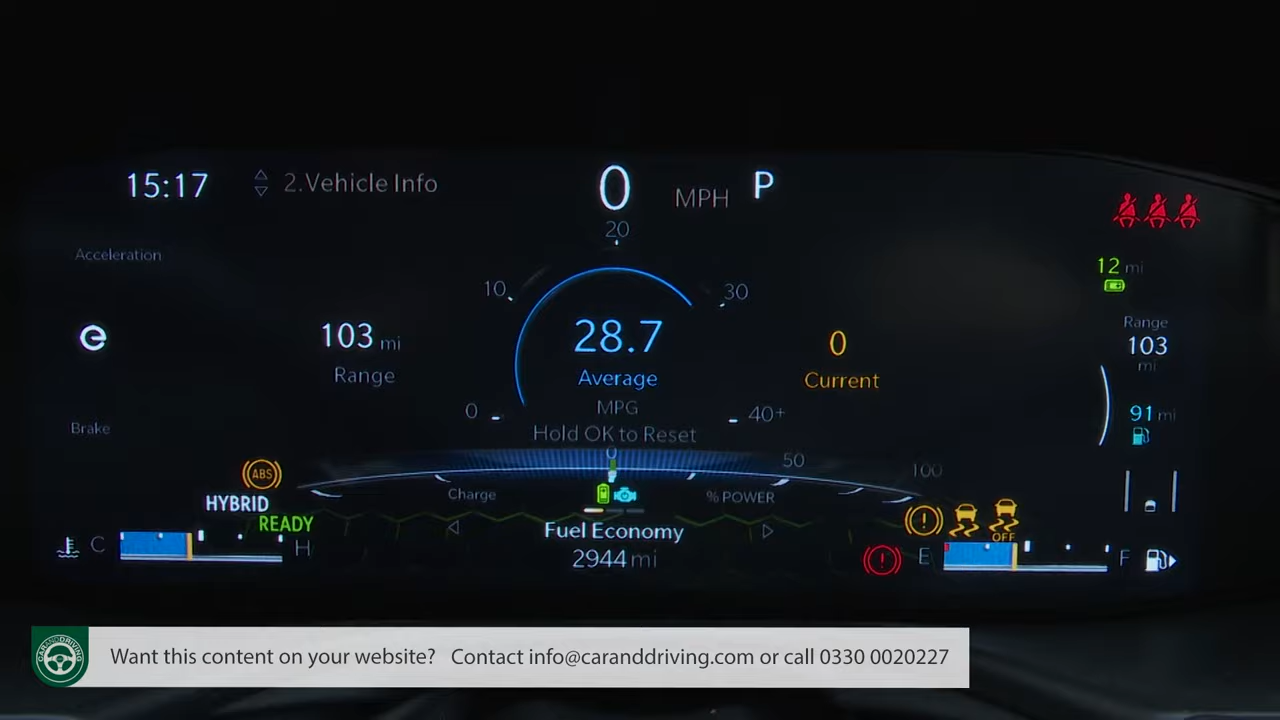 15:17
2.Vehicle Info
0 MPH P
20
Acceleration
12 mi
10
30
Range
103 mi
103 mi
Range
28.7
Average
MPG
0
Current
91 mi
0
40+
Brake
Hold OK to Reset
0
50
100
ABS
Charge
% POWER
HYBRID
READY
OFF
Fuel Economy
2944 mi
C
H
E
F
CARANDDRIVING
Want this content on your website? Contact info@caranddriving.com or call 0330 0020227